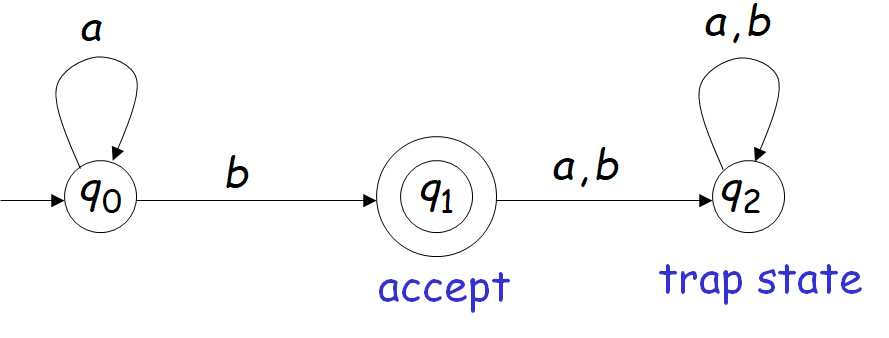 a
a,b
b
a,b
q0
q1
q2
accept
trap state